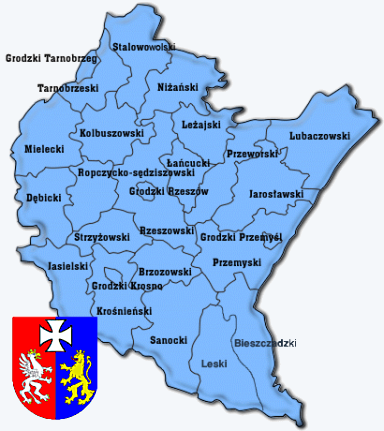 Stalowowolski
Grodzki Tarnobrzeg
Tarnobrzeski
Niżański
Leżajski
Kolbuszowski
Lubaczowski
Mielecki
Przeworski
Łańcucki
Ropczycko-sędziszowski
Dębicki
Grodzki Rzeszów
Jarosławski
Rzeszowski
Strzyżowski
Grodzki Przemyśl
Jasielski
Przemyski
Brzozowski
Grodzki Krosno
Krośnieński
Sanocki
Bieszczadzki
Leski